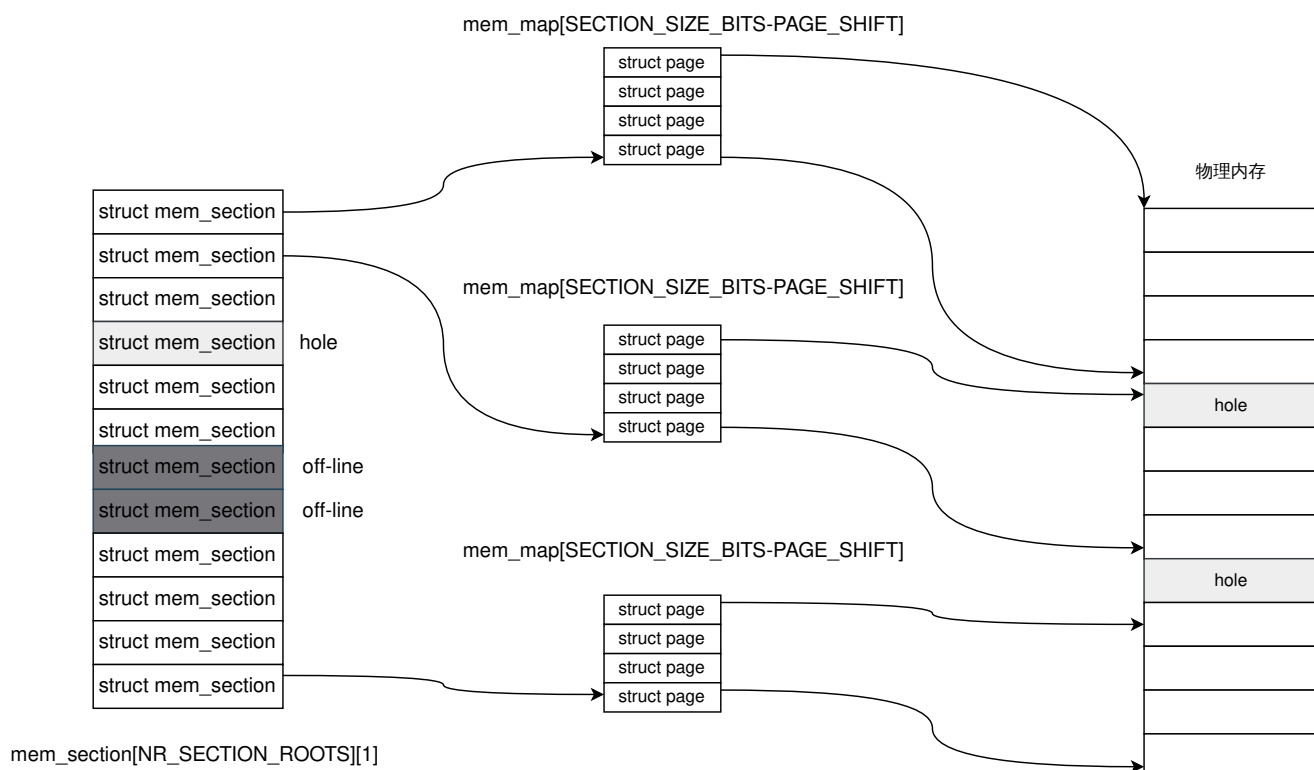 mem_map[SECTION_SIZE_BITS-PAGE_SHIFT]
struct page
struct page
struct page
struct page
物理内存
struct mem_section
struct mem_section
struct mem_section
struct mem_section hole
struct mem_section
struct mem_section
struct mem_section off-line
struct mem_section off-line
struct mem_section
struct mem_section
struct mem_section
struct mem_section
mem_section[NR_SECTION_ROOTS][1]
mem_map[SECTION_SIZE_BITS-PAGE_SHIFT]
struct page
struct page
struct page
struct page
mem_map[SECTION_SIZE_BITS-PAGE_SHIFT]
struct page
struct page
struct page
struct page
hole
hole